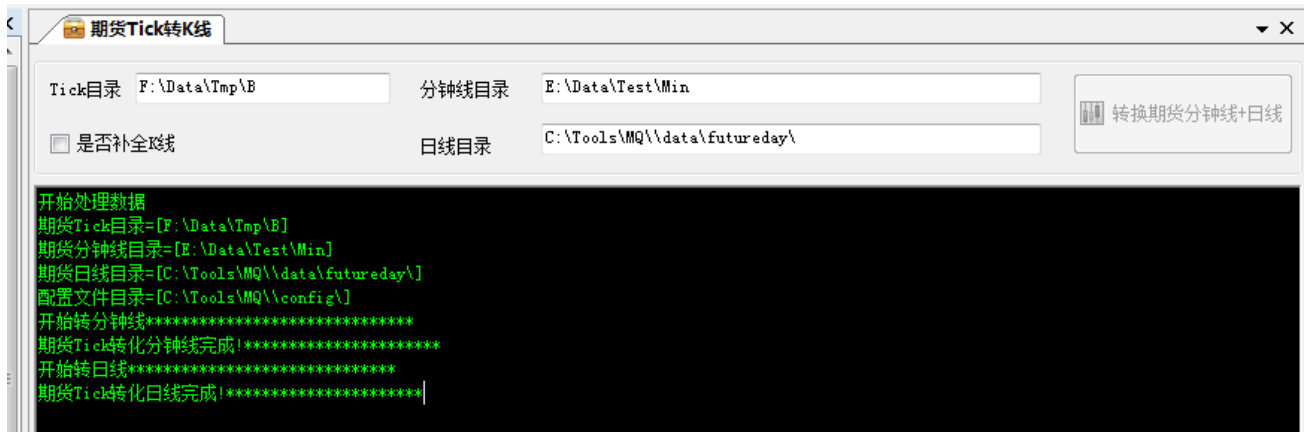 期货Tick转K线
Tick目录 F:\Data\Tmp\B 分钟线目录 E:\Data\Test\Min
转换期货分钟线+日线
是否补全K线 日线目录 C:\Tools\MQ\\data\futureday\
开始处理数据
期货Tick目录=[F:\Data\Tmp\B]
期货分钟线目录=[E:\Data\Test\Min]
期货日线目录=[C:\Tools\MQ\\data\futureday\]
配置文件目录=[C:\Tools\MQ\\config\]
开始转分钟线******************************
期货Tick转化分钟线完成!**********************
开始转日线******************************
期货Tick转化日线完成!**********************